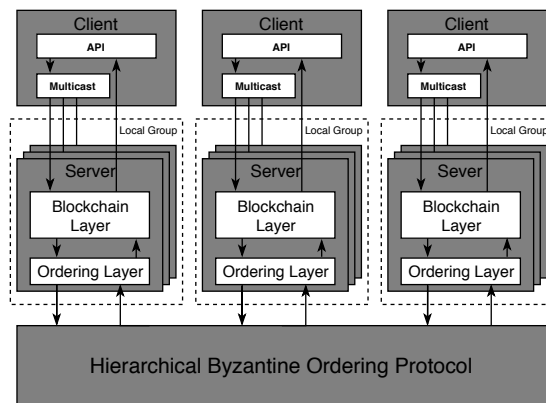 Client Client Client
API API API
Multicast Multicast Multicast
Local Group Local Group Local Group
Server Server Sever
Blockchain Layer Blockchain Layer Blockchain Layer
Ordering Layer Ordering Layer Ordering Layer
Hierarchical Byzantine Ordering Protocol